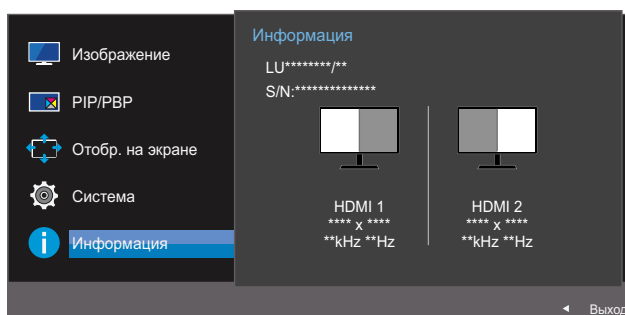 Изображение
PIP/PBP
Отобр. на экране
Система
Информация
Информация
LU********/**
S/N:**************
HDMI 1
**** x ****
**kHz **Hz
HDMI 2
**** x ****
**kHz **Hz
Выход